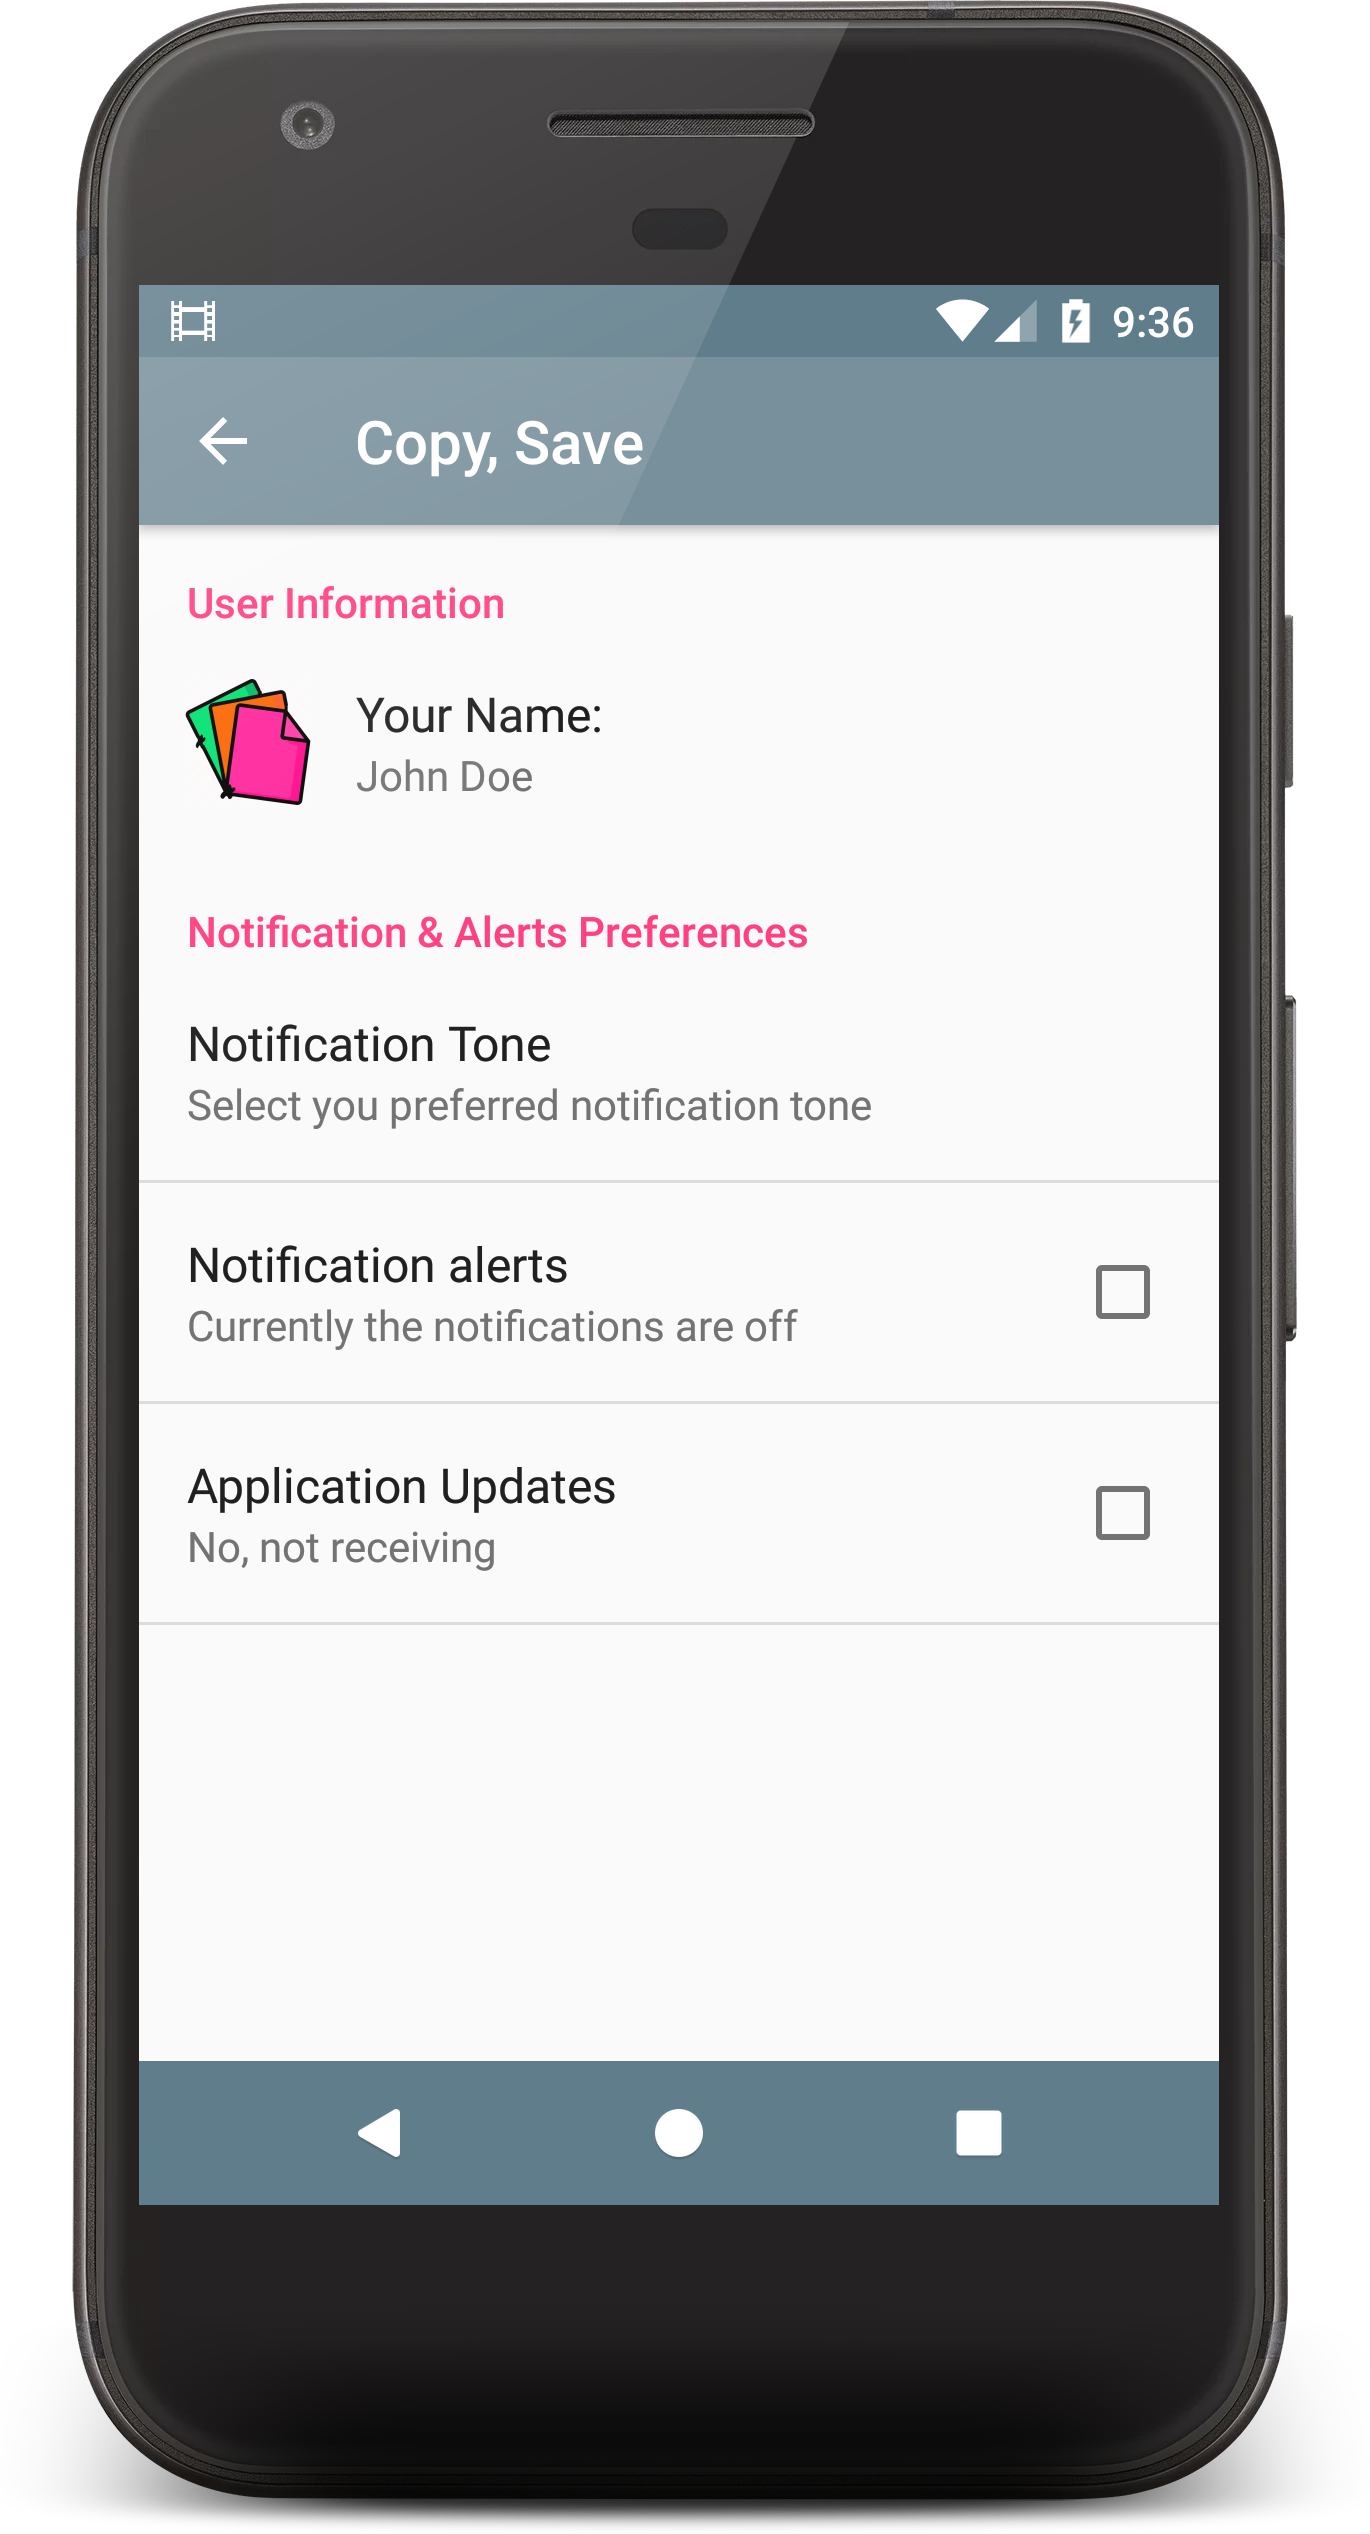 9:36
Copy, Save
User Information
Your Name:
John Doe
Notification & Alerts Preferences
Notification Tone
Select you preferred notification tone
Notification alerts
Currently the notifications are off
Application Updates
No, not receiving